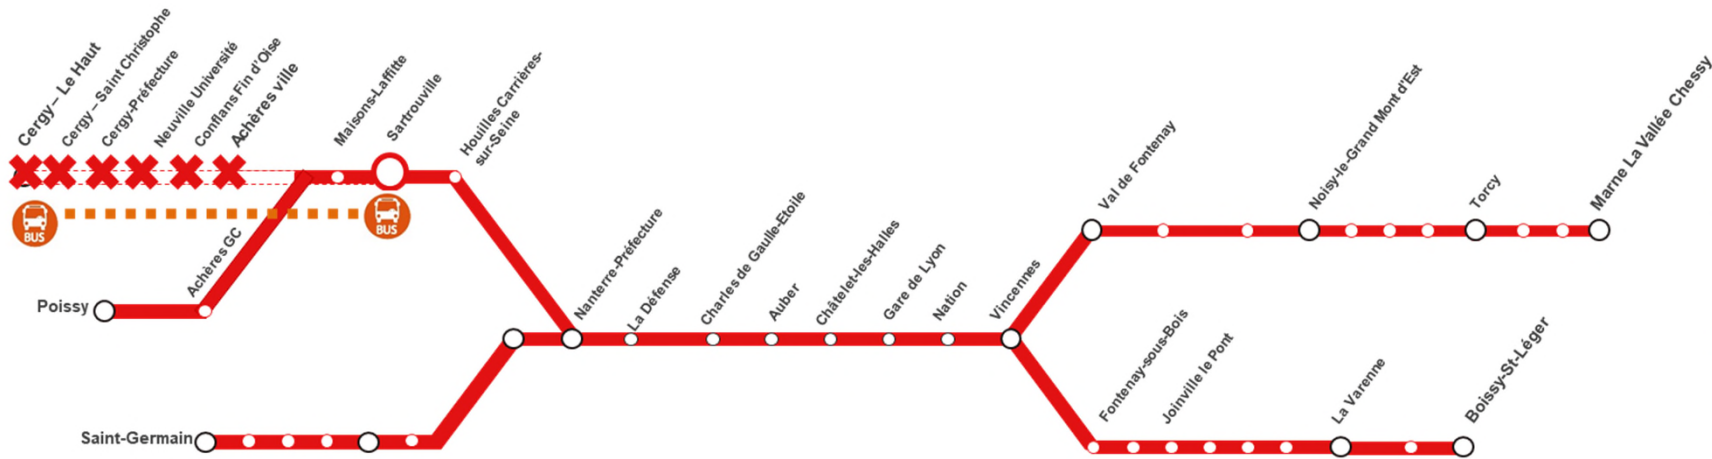 Cergy – Le Haut
Cergy – Saint Christophe
Cergy-Préfecture
Neuville Université
Conflans Fin d'Oise
Achères ville
Maisons-Laffitte
Sartrouville
Houilles Carrières-
sur-Seine
BUS
BUS
Achères GC
Poissy
Saint-Germain
Nanterre-Préfecture
La Défense
Charles de Gaulle-Etoile
Auber
Châtelet-les-Halles
Gare de Lyon
Nation
Vincennes
Val de Fontenay
Noisy-le-Grand Mont d"Est
Torcy
Marne La Vallée Chessy
Fontenay-sous-Bois
Joinville le Pont
La Varenne
Boissy-St-Léger